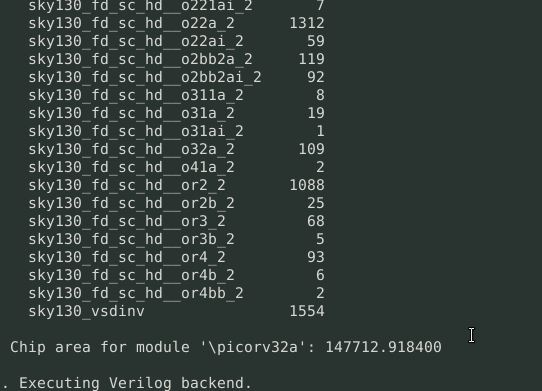 sky130_fd_sc_hd__o221ai_2 7
sky130_fd_sc_hd__o22a_2 1312
sky130_fd_sc_hd__o22ai_2 59
sky130_fd_sc_hd__o2bb2a_2 119
sky130_fd_sc_hd__o2bb2ai_2 92
sky130_fd_sc_hd__o311a_2 8
sky130_fd_sc_hd__o31a_2 19
sky130_fd_sc_hd__o31ai_2 1
sky130_fd_sc_hd__o32a_2 109
sky130_fd_sc_hd__o41a_2 2
sky130_fd_sc_hd__or2_2 1088
sky130_fd_sc_hd__or2b_2 25
sky130_fd_sc_hd__or3_2 68
sky130_fd_sc_hd__or3b_2 5
sky130_fd_sc_hd__or4_2 93
sky130_fd_sc_hd__or4b_2 6
sky130_fd_sc_hd__or4bb_2 2
sky130_vsdinv 1554
Chip area for module '\picorv32a': 147712.918400
. Executing Verilog backend.